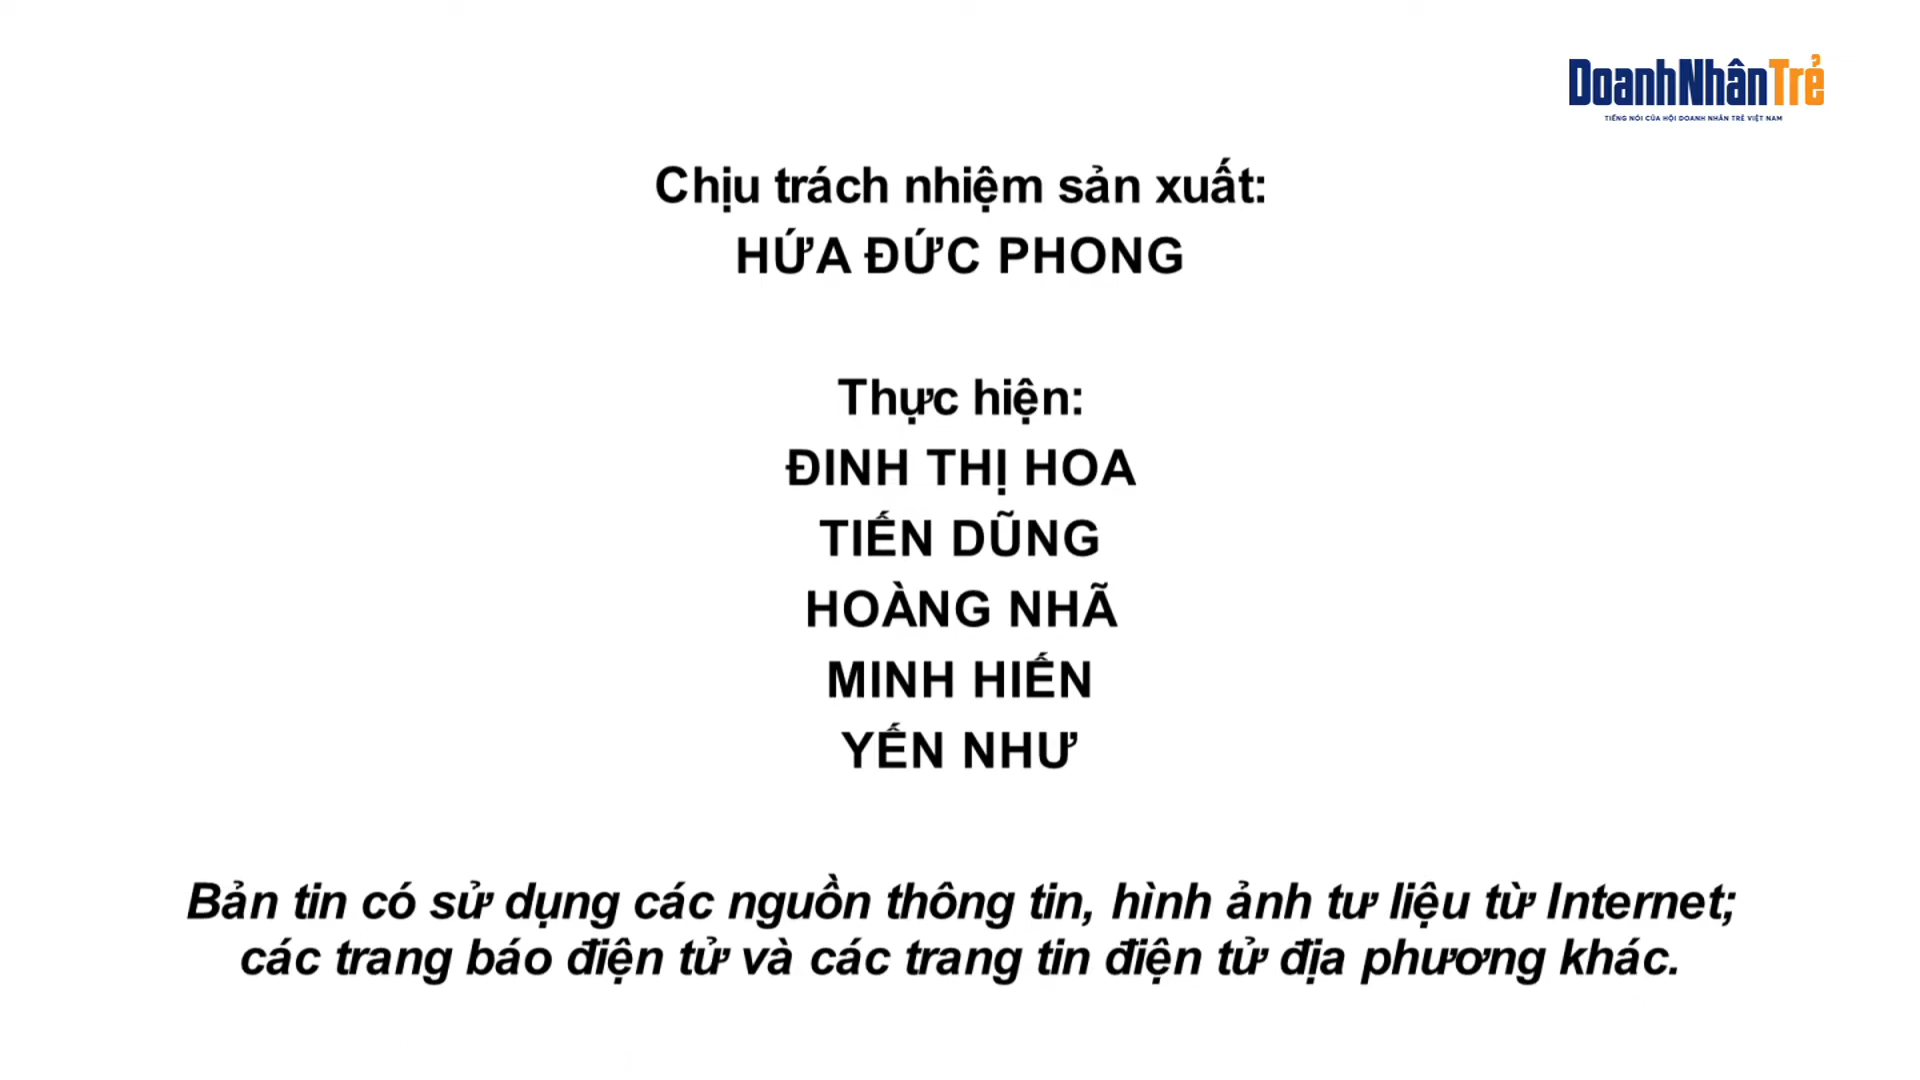 DoanhNhânTrẻ
TIẾNG NÓI CỦA HỘI DOANH NHÂN TRẺ VIỆT NAM
Chịu trách nhiệm sản xuất:
HỨA ĐỨC PHONG
Thực hiện:
ĐINH THỊ HOA
TIẾN DŨNG
HOÀNG NHÃ
MINH HIẾN
YẾN NHƯ
Bản tin có sử dụng các nguồn thông tin, hình ảnh tư liệu từ Internet;
các trang báo điện tử và các trang tin điện tử địa phương khác.